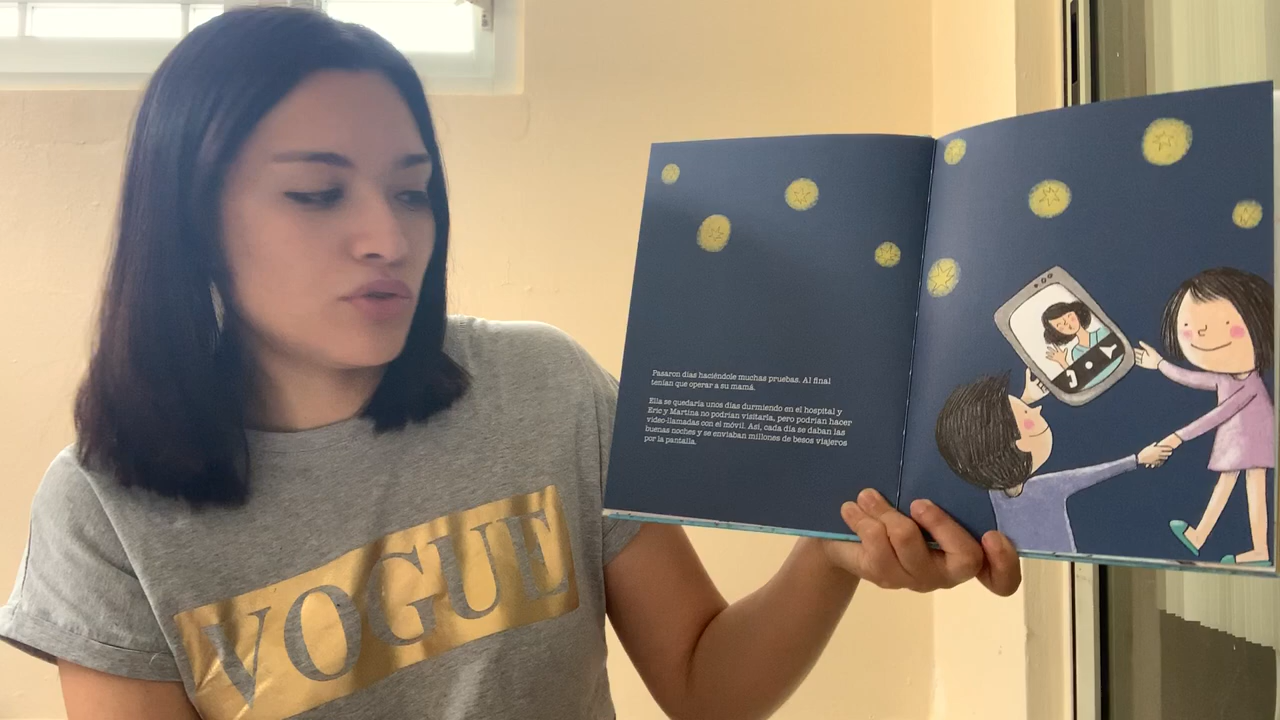 VOGUE
Pasaron días haciéndole muchas pruebas. Al final
tenían que operar a su mamá.
Ella se quedaría unos días durmiendo en el hospital y
Eric y Martina no podrían visitarla, pero podrían hacer
video-llamadas con el móvil. Así, cada día se daban las
buenas noches y se enviaban millones de besos viajeros
por la pantalla.